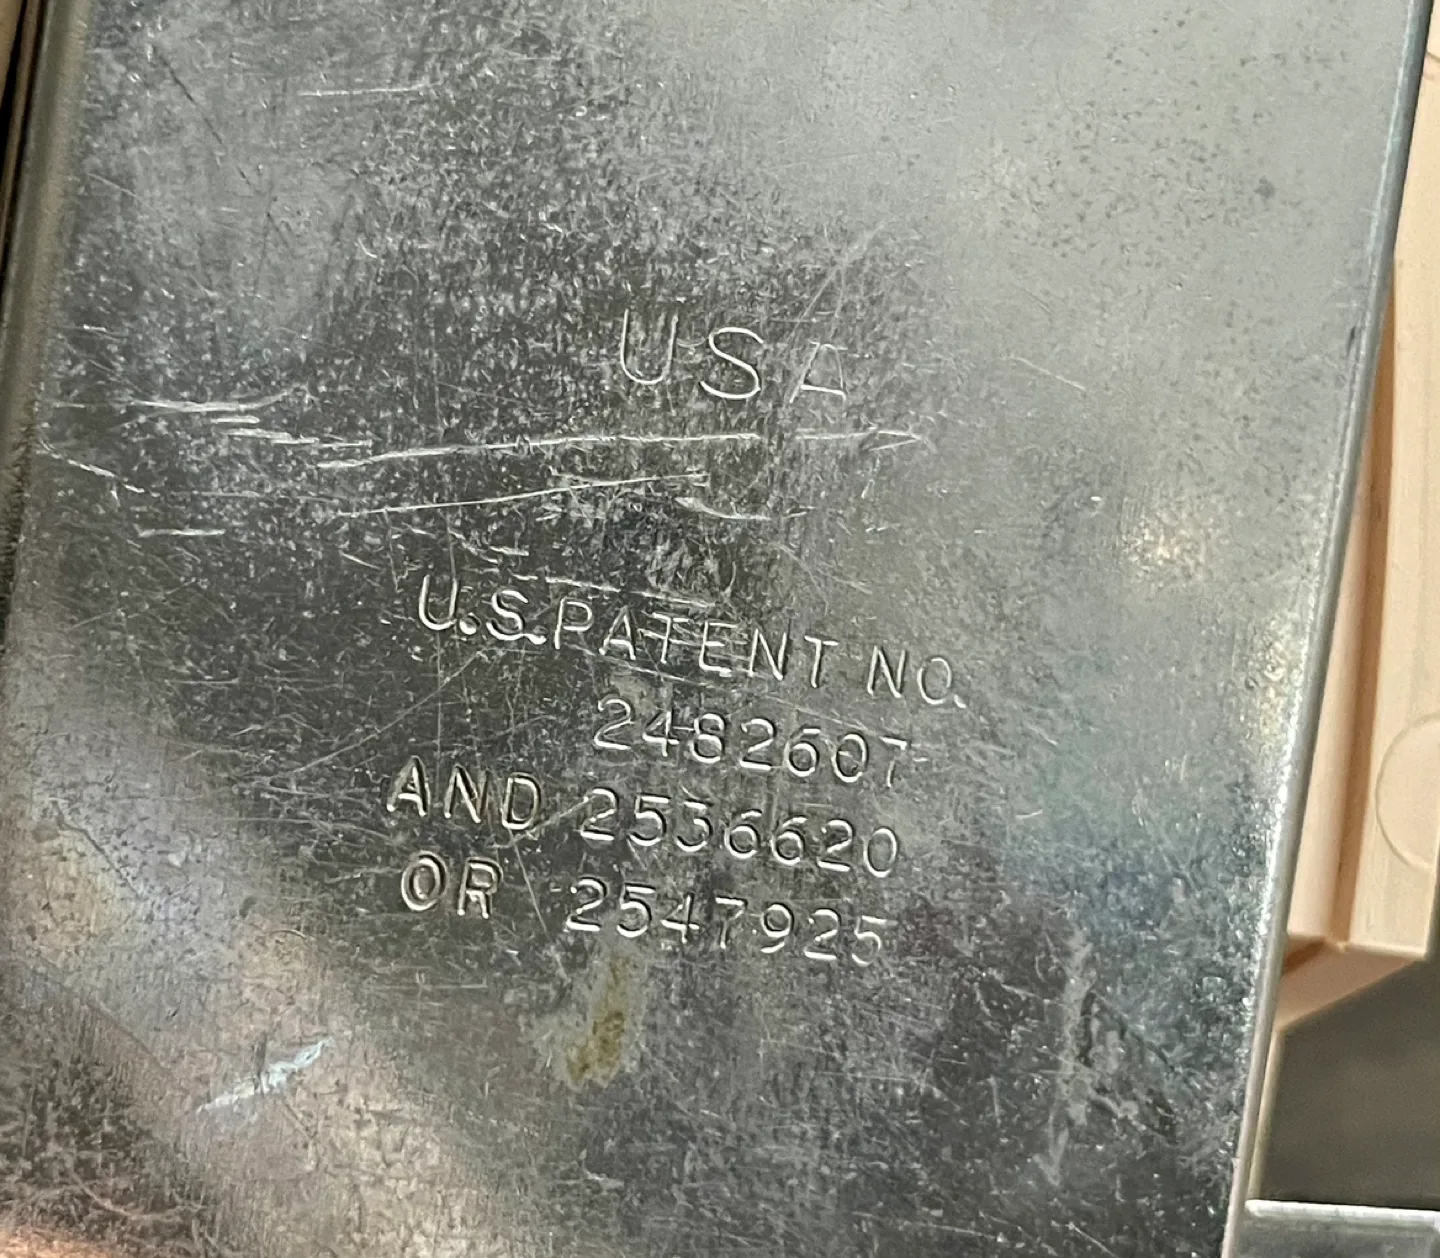 USA
U.S. PATENT NO.
2482607
AND 2536620
OR 2547925